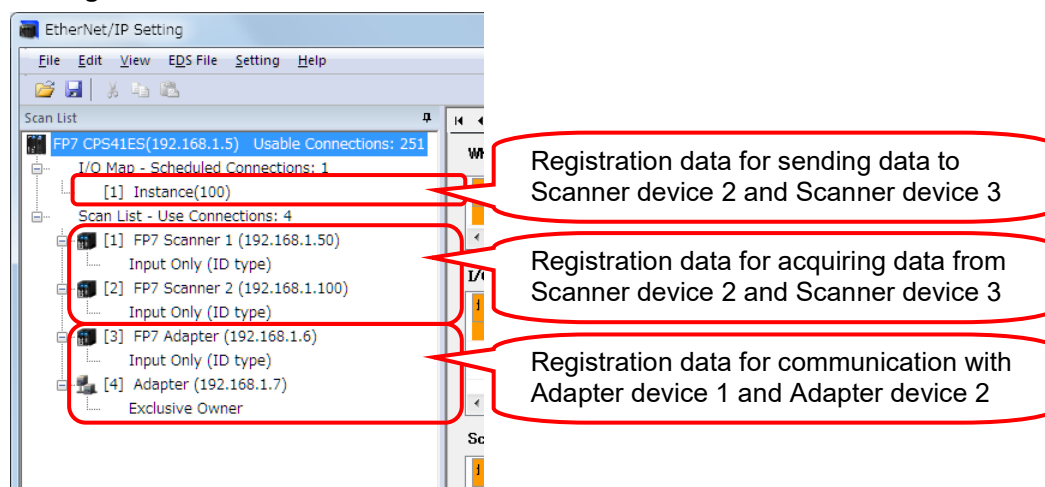 EtherNet/IP Setting
File Edit View EDS File Setting Help
Scan List
FP7 CPS41ES(192.168.1.5) Usable Connections: 251
I/O Map - Scheduled Connections: 1
[1] Instance(100)
Scan List - Use Connections: 4
[1] FP7 Scanner 1 (192.168.1.50)
Input Only (ID type)
[2] FP7 Scanner 2 (192.168.1.100)
Input Only (ID type)
[3] FP7 Adapter (192.168.1.6)
Input Only (ID type)
[4] Adapter (192.168.1.7)
Exclusive Owner
Registration data for sending data to
Scanner device 2 and Scanner device 3
Registration data for acquiring data from
Scanner device 2 and Scanner device 3
Registration data for communication with
Adapter device 1 and Adapter device 2